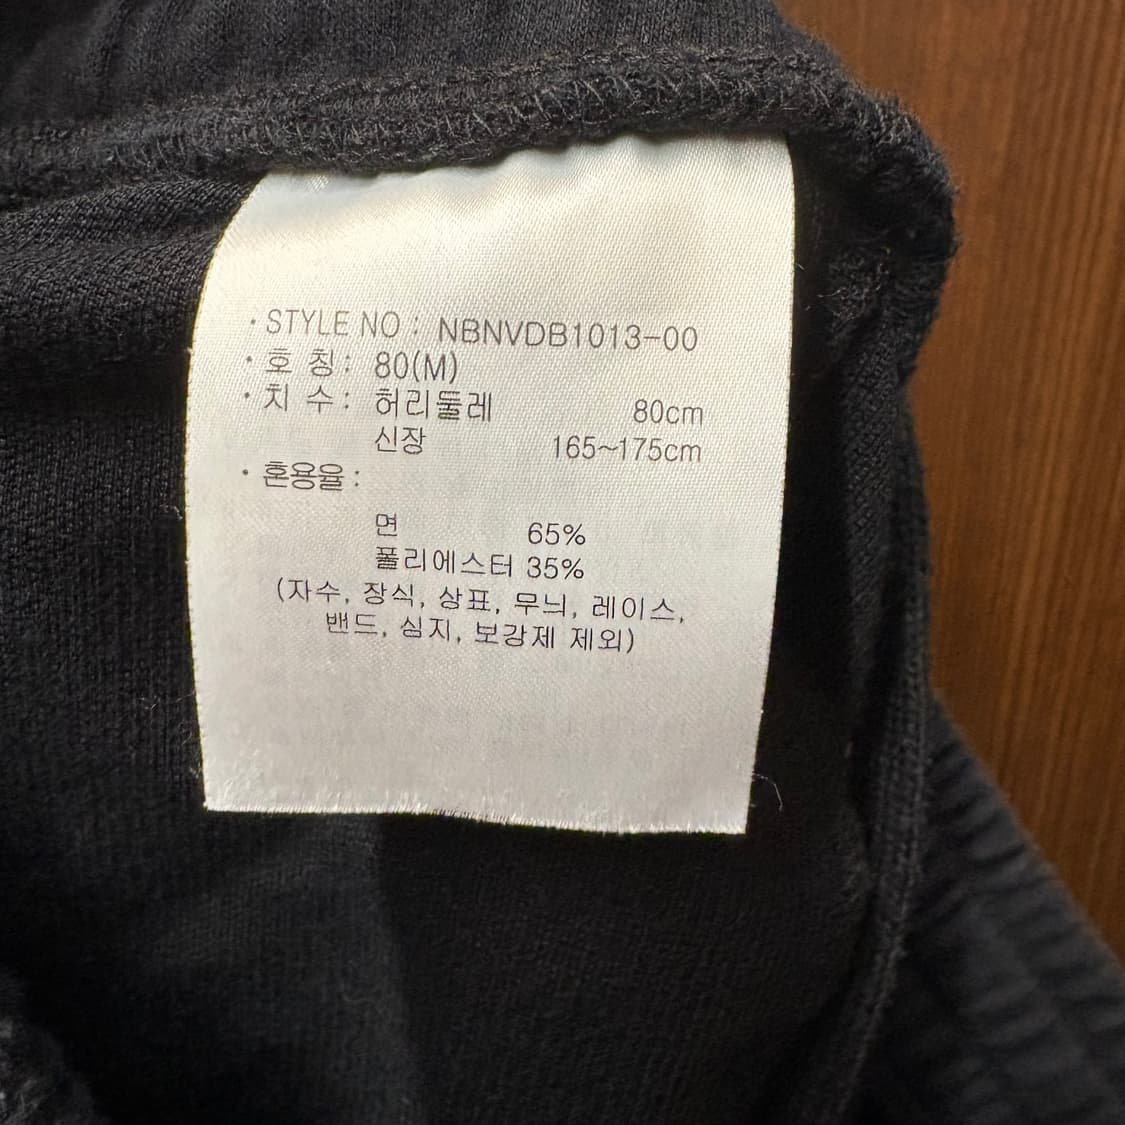 · STYLE NO : NBNVDB1013-00
· 호 칭 : 80(M)
· 치 수 : 허리둘레 80cm
신장 165~175cm
· 혼용율 :
면 65%
폴리에스터 35%
(자수, 장식, 상표, 무늬, 레이스,
밴드, 심지, 보강제 제외)